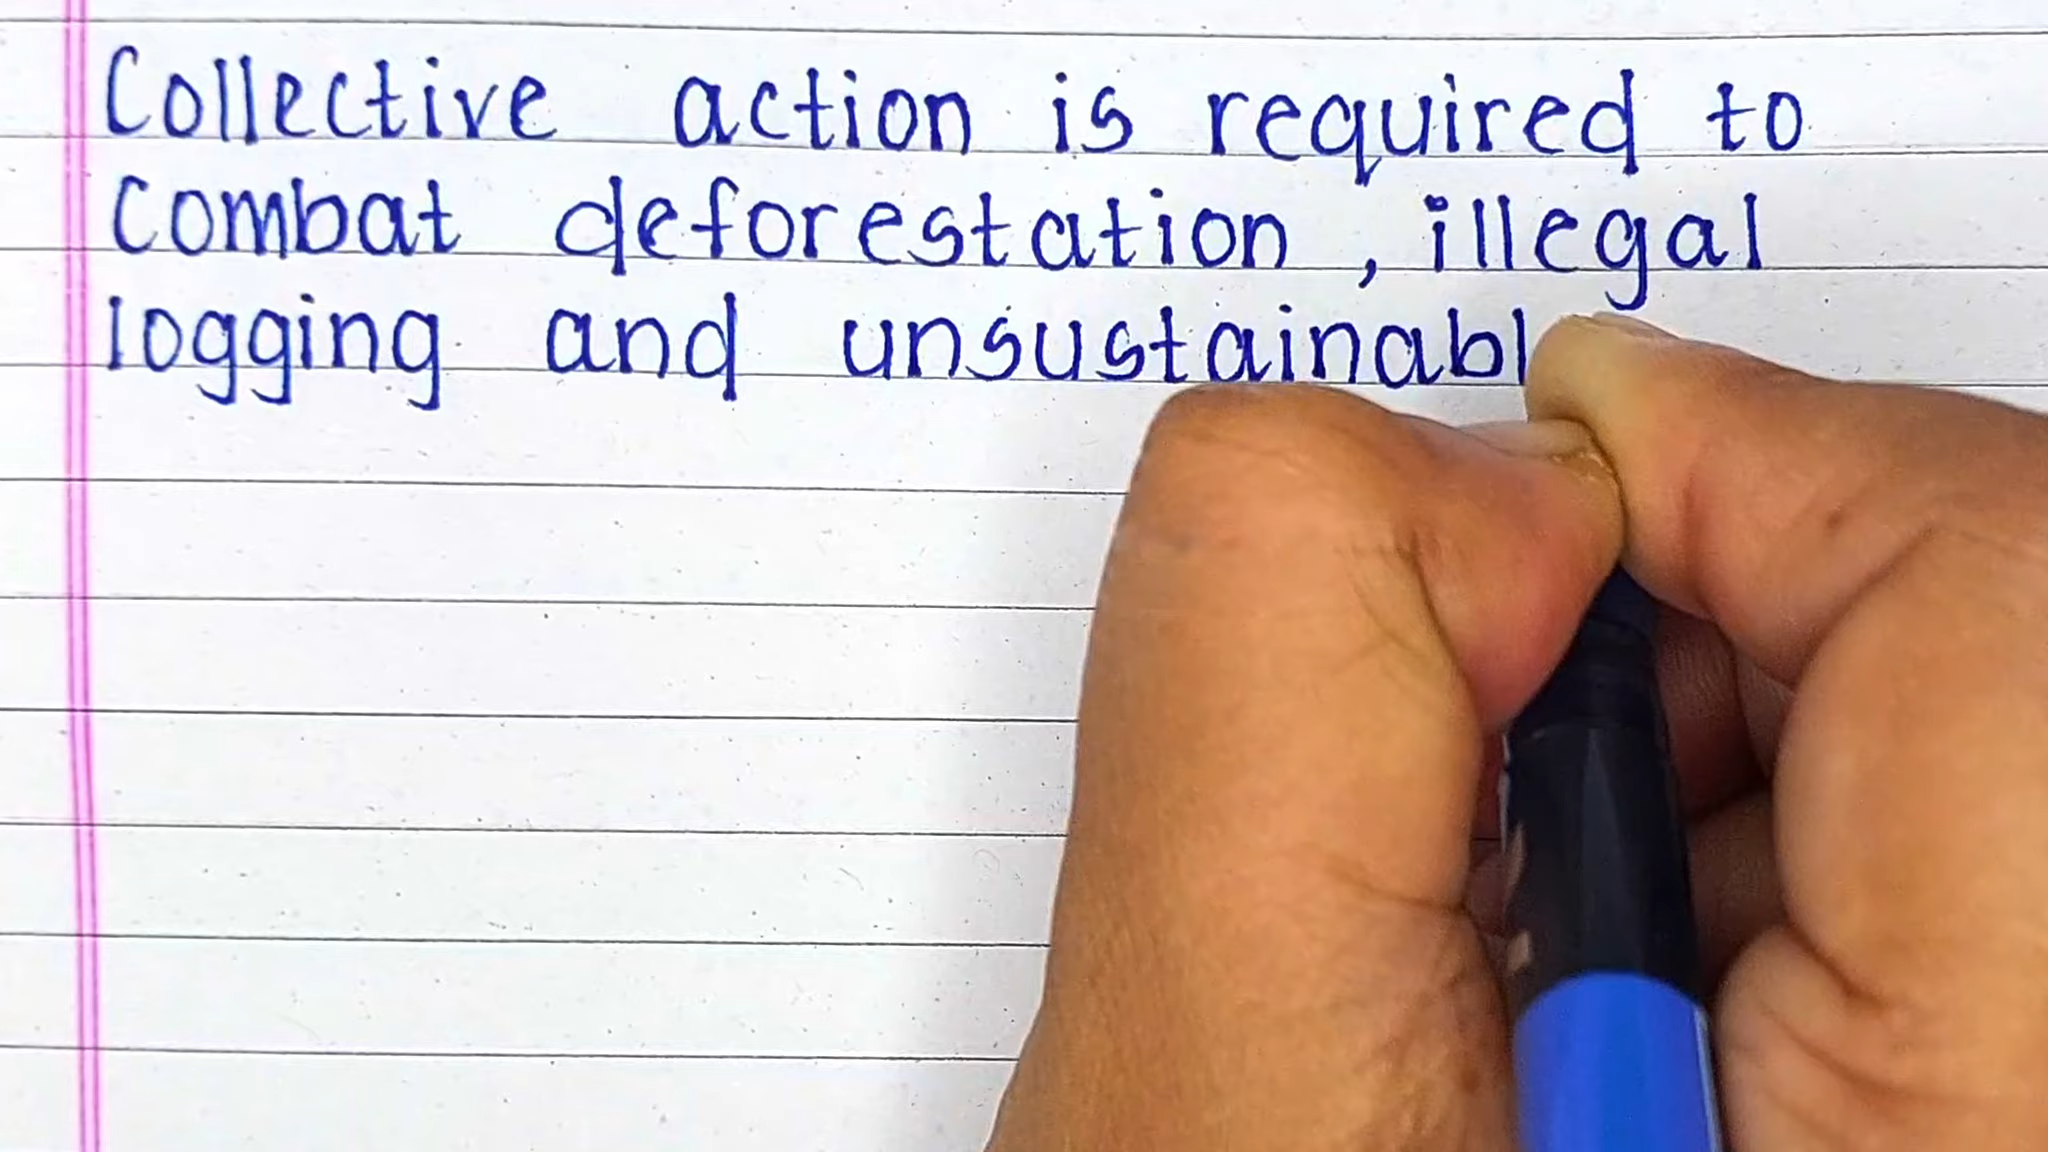 Collective action is required to
combat deforestation, illegal
logging and unsustainabl